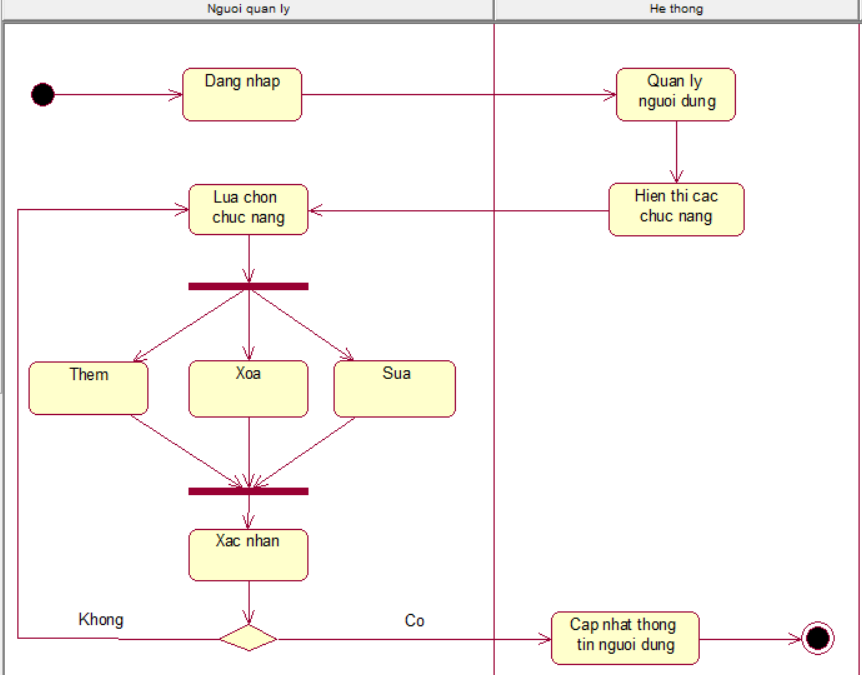 Nguoi quan ly
He thong
Dang nhap
Quan ly
nguoi dung
Lua chon
chuc nang
Hien thi cac
chuc nang
Them
Xoa
Sua
Xac nhan
Khong
Co
Cap nhat thong
tin nguoi dung